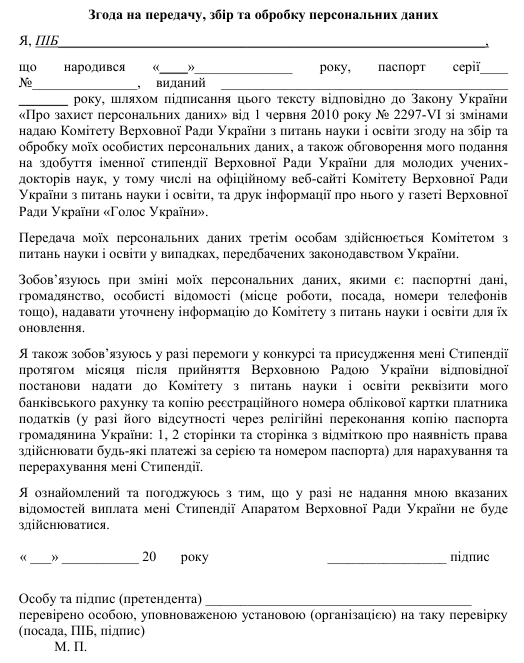 Згода на передачу, збір та обробку персональних даних
Я, ПІБ_______________________________________________________________,
що народився «____»______________ року, паспорт серії____
№_______________, виданий __________________________________________
_______ року, шляхом підписання цього тексту відповідно до Закону України
«Про захист персональних даних» від 1 червня 2010 року № 2297-VI зі змінами
надаю Комітету Верховної Ради України з питань науки і освіти згоду на збір та
обробку моїх особистих персональних даних, а також обговорення мого подання
на здобуття іменної стипендії Верховної Ради України для молодих учених-
докторів наук, у тому числі на офіційному веб-сайті Комітету Верховної Ради
України з питань науки і освіти, та друк інформації про нього у газеті Верховної
Ради України «Голос України».
Передача моїх персональних даних третім особам здійснюється Комітетом з
питань науки і освіти у випадках, передбачених законодавством України.
Зобов’язуюсь при зміні моїх персональних даних, якими є: паспортні дані,
громадянство, особисті відомості (місце роботи, посада, номери телефонів
тощо), надавати уточнену інформацію до Комітету з питань науки і освіти для їх
оновлення.
Я також зобов’язуюсь у разі перемоги у конкурсі та присудження мені Стипендії
протягом місяця після прийняття Верховною Радою України відповідної
постанови надати до Комітету з питань науки і освіти реквізити мого
банківського рахунку та копію реєстраційного номера облікової картки платника
податків (у разі його відсутності через релігійні переконання копію паспорта
громадянина України: 1, 2 сторінки та сторінка з відміткою про наявність права
здійснювати будь-які платежі за серією та номером паспорта) для нарахування та
перерахування мені Стипендії.
Я ознайомлений та погоджуюсь з тим, що у разі не надання мною вказаних
відомостей виплата мені Стипендії Апаратом Верховної Ради України не буде
здійснюватися.
« ___» ___________ 20 року _________________ підпис
Особу та підпис (претендента) ______________________________________
перевірено особою, уповноваженою установою (організацією) на таку перевірку
(посада, ПІБ, підпис)
М. П.